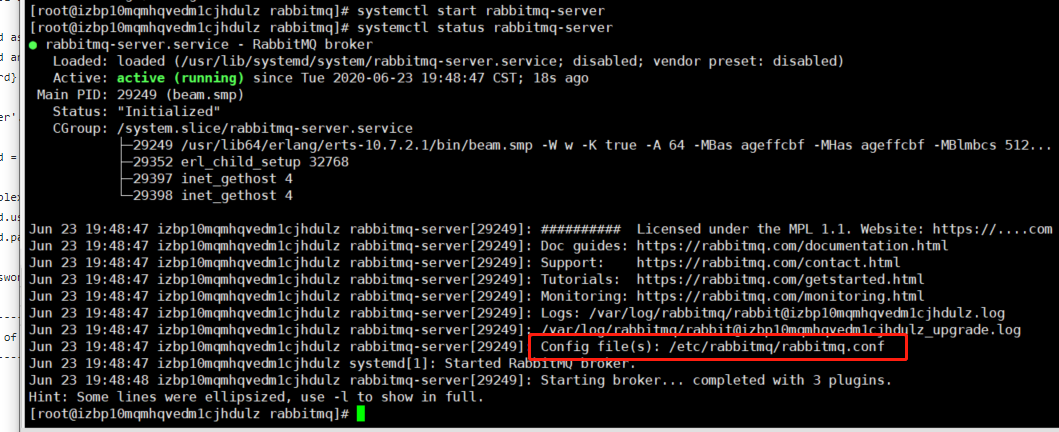 [root@izbp10mqmhqvedm1cjhdulz rabbitmq]# systemctl start rabbitmq-server
[root@izbp10mqmhqvedm1cjhdulz rabbitmq]# systemctl status rabbitmq-server
● rabbitmq-server.service - RabbitMQ broker
Loaded: loaded (/usr/lib/systemd/system/rabbitmq-server.service; disabled; vendor preset: disabled)
Active: active (running) since Tue 2020-06-23 19:48:47 CST; 18s ago
Main PID: 29249 (beam.smp)
Status: "Initialized"
CGroup: /system.slice/rabbitmq-server.service
├─29249 /usr/lib64/erlang/erts-10.7.2.1/bin/beam.smp -W w -K true -A 64 -MBas ageffcbf -MHas ageffcbf -MBlmbcs 512...
├─29352 erl_child_setup 32768
├─29397 inet_gethost 4
└─29398 inet_gethost 4
Jun 23 19:48:47 izbp10mqmhqvedm1cjhdulz rabbitmq-server[29249]: ########## Licensed under the MPL 1.1. Website: https://....com
Jun 23 19:48:47 izbp10mqmhqvedm1cjhdulz rabbitmq-server[29249]: Doc guides: https://rabbitmq.com/documentation.html
Jun 23 19:48:47 izbp10mqmhqvedm1cjhdulz rabbitmq-server[29249]: Support: https://rabbitmq.com/contact.html
Jun 23 19:48:47 izbp10mqmhqvedm1cjhdulz rabbitmq-server[29249]: Tutorials: https://rabbitmq.com/getstarted.html
Jun 23 19:48:47 izbp10mqmhqvedm1cjhdulz rabbitmq-server[29249]: Monitoring: https://rabbitmq.com/monitoring.html
Jun 23 19:48:47 izbp10mqmhqvedm1cjhdulz rabbitmq-server[29249]: Logs: /var/log/rabbitmq/rabbit@izbp10mqmhqvedm1cjhdulz.log
Jun 23 19:48:47 izbp10mqmhqvedm1cjhdulz rabbitmq-server[29249]: /var/log/rabbitmq/rabbit@izbp10mqmhqvedm1cjhdulz_upgrade.log
Jun 23 19:48:47 izbp10mqmhqvedm1cjhdulz rabbitmq-server[29249] Config file(s): /etc/rabbitmq/rabbitmq.conf
Jun 23 19:48:47 izbp10mqmhqvedm1cjhdulz systemd[1]: Started RabbitMQ broker.
Jun 23 19:48:48 izbp10mqmhqvedm1cjhdulz rabbitmq-server[29249]: Starting broker... completed with 3 plugins.
Hint: Some lines were ellipsized, use -l to show in full.
[root@izbp10mqmhqvedm1cjhdulz rabbitmq]#